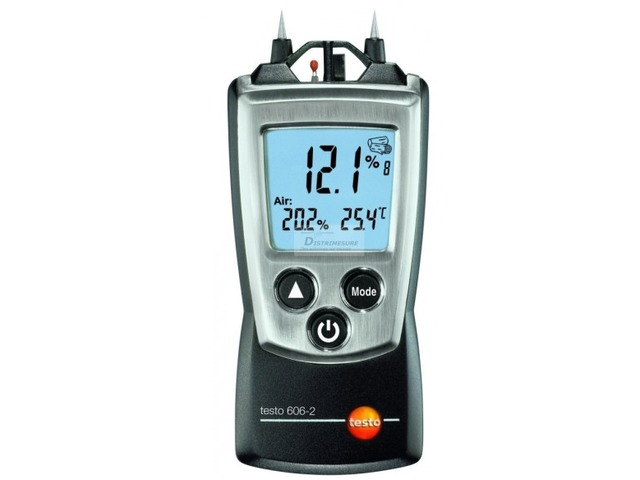 12.1 % 8
Air:
20.2% 25.4°C
DISTRIMESURE
Mode
testo 606-2
testo